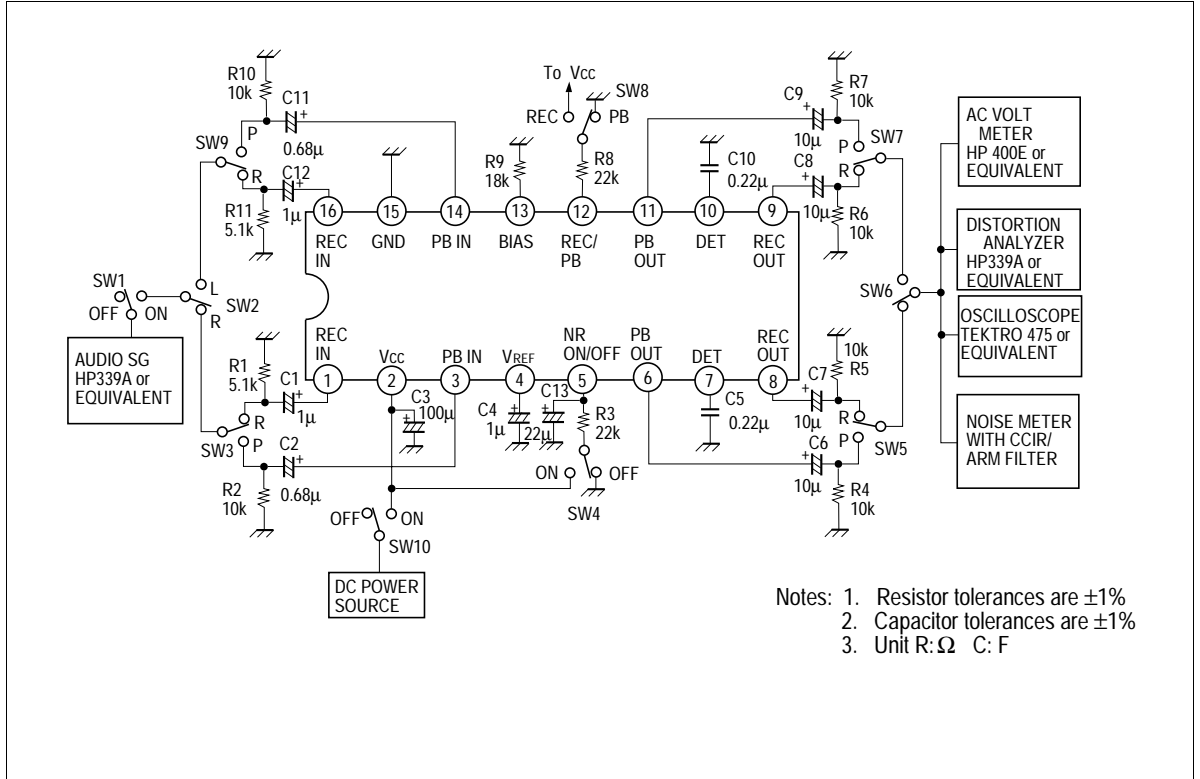 To Vcc
SW8
REC
PB
R10
10k
C11
+
0.68µ
P
SW9
R
C12
+
1µ
R11
5.1k
R9
18k
R8
22k
C10
0.22µ
C9
+
10µ
R7
10k
P
SW7
R
C8
+
10µ
R6
10k
16
15
14
13
12
11
10
9
REC IN
GND
PB IN
BIAS
REC/ PB
PB OUT
DET
REC OUT
SW1
OFF
ON
L
SW2
R
AUDIO SG
HP339A or
EQUIVALENT
REC IN
Vcc
PB IN
VREF
NR ON/OFF
PB OUT
DET
REC OUT
1
2
3
4
5
6
7
8
R1
5.1k
C1
+
1µ
R
SW3
P
C2
+
R2
10k
0.68µ
C3
+
100µ
C4
+
1µ
C13
+
22µ
R3
22k
ON
OFF
SW4
C5
0.22µ
10k
R5
C7
+
10µ
R
SW5
P
C6
+
10µ
R4
10k
SW6
OFF
ON
SW10
DC POWER
SOURCE
AC VOLT
METER
HP 400E or
EQUIVALENT
DISTORTION
ANALYZER
HP339A or
EQUIVALENT
OSCILLOSCOPE
TEKTRO 475 or
EQUIVALENT
NOISE METER
WITH CCIR/
ARM FILTER
Notes: 1. Resistor tolerances are ±1%
2. Capacitor tolerances are ±1%
3. Unit R: Ω C: F